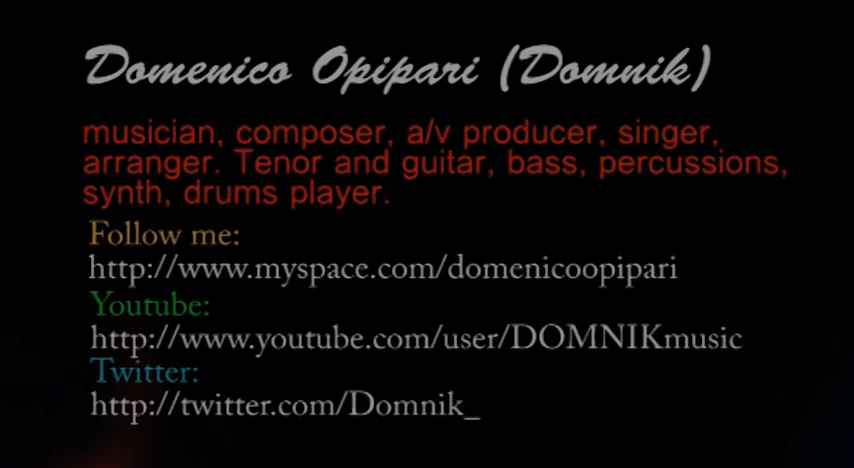 Domenico Opipari (Domnik)
musician, composer, a/v producer, singer,
arranger. Tenor and guitar, bass, percussions,
synth, drums player.
Follow me:
http://www.myspace.com/domenicoopipari
Youtube:
http://www.youtube.com/user/DOMNIKmusic
Twitter:
http://twitter.com/Domnik_